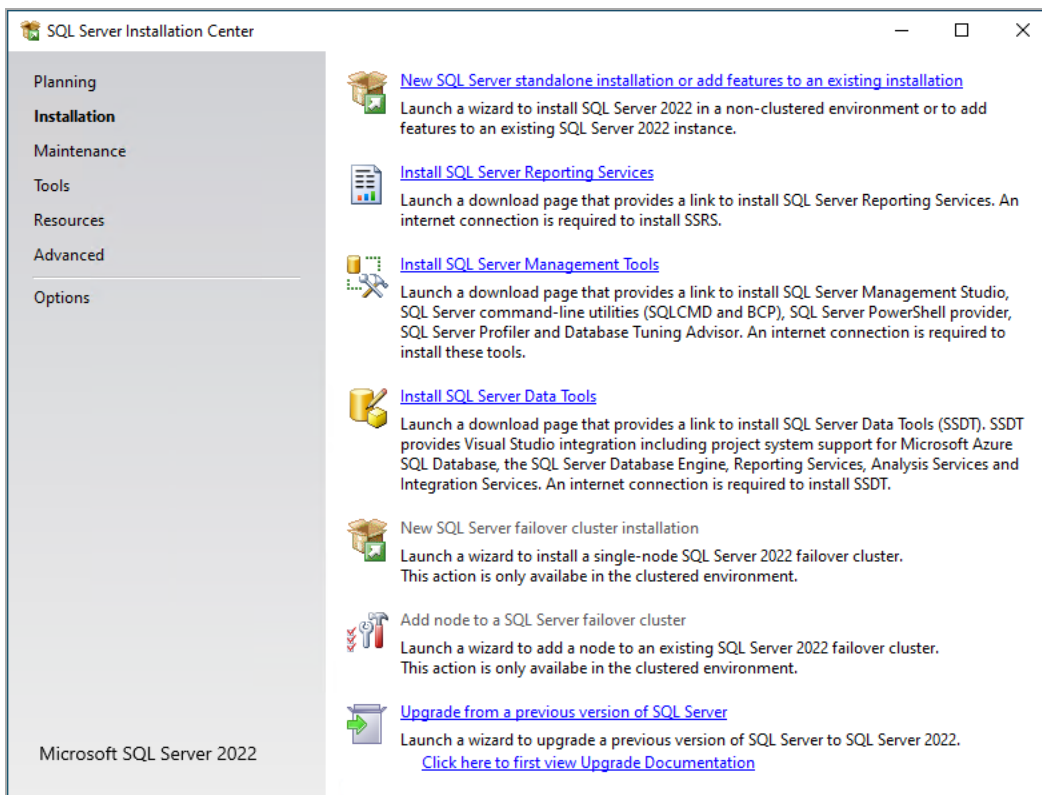 SQL Server Installation Center
Planning
Installation
Maintenance
Tools
Resources
Advanced
Options
Microsoft SQL Server 2022
New SQL Server standalone installation or add features to an existing installation
Launch a wizard to install SQL Server 2022 in a non-clustered environment or to add
features to an existing SQL Server 2022 instance.
Install SQL Server Reporting Services
Launch a download page that provides a link to install SQL Server Reporting Services. An
internet connection is required to install SSRS.
Install SQL Server Management Tools
Launch a download page that provides a link to install SQL Server Management Studio,
SQL Server command-line utilities (SQLCMD and BCP), SQL Server PowerShell provider,
SQL Server Profiler and Database Tuning Advisor. An internet connection is required to
install these tools.
Install SQL Server Data Tools
Launch a download page that provides a link to install SQL Server Data Tools (SSDT). SSDT
provides Visual Studio integration including project system support for Microsoft Azure
SQL Database, the SQL Server Database Engine, Reporting Services, Analysis Services and
Integration Services. An internet connection is required to install SSDT.
New SQL Server failover cluster installation
Launch a wizard to install a single-node SQL Server 2022 failover cluster.
This action is only availabe in the clustered environment.
Add node to a SQL Server failover cluster
Launch a wizard to add a node to an existing SQL Server 2022 failover cluster.
This action is only availabe in the clustered environment.
Upgrade from a previous version of SQL Server
Launch a wizard to upgrade a previous version of SQL Server to SQL Server 2022.
Click here to first view Upgrade Documentation